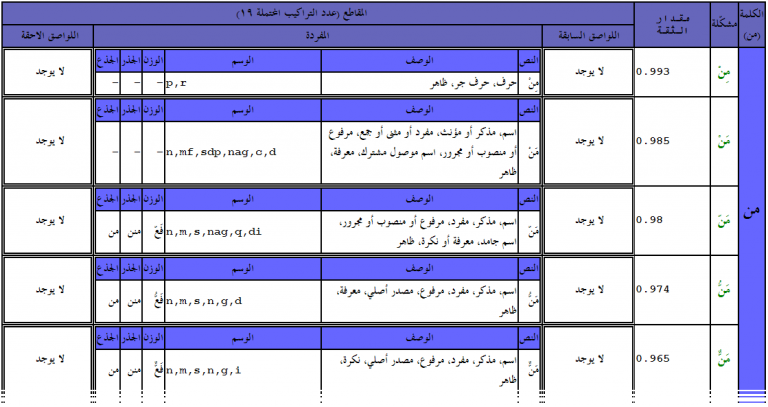 الكلمة (من) مشكّلة مقدار الثقة المقاطع (عدد التراكيب المحتملة ١٩)
اللواصق السابقة المفردة اللواصق الاحقة
من
مِنْ 0.993 لا يوجد
النص الوصف الوسم الوزن الجذر الجذع
مِنْ حرف، حرف جر، ظاهر p,r – – –
لا يوجد
مَنْ 0.985 لا يوجد
النص الوصف الوسم الوزن الجذر الجذع
مَنْ اسم، مذكر أو مؤنث، مفرد أو مثنى أو جمع، مرفوع
أو منصوب أو مجرور، اسم موصول مشترك، معرفة،
ظاهر
n,mf,sdp,nag,c,d – – –
لا يوجد
مَنّ 0.98 لا يوجد
النص الوصف الوسم الوزن الجذر الجذع
مَنّ اسم، مذكر، مفرد، مرفوع أو منصوب أو مجرور،
اسم جامد، معرفة أو نكرة، ظاهر
n,m,s,nag,q,di فَعّ منن من
لا يوجد
مَنُّ 0.974 لا يوجد
النص الوصف الوسم الوزن الجذر الجذع
مَنُّ اسم، مذكر، مفرد، مرفوع، مصدر أصلي، معرفة،
ظاهر
n,m,s,n,g,d فَعُّ منن من
لا يوجد
مَنٌّ 0.965 لا يوجد
النص الوصف الوسم الوزن الجذر الجذع
مَنٌّ اسم، مذكر، مفرد، مرفوع، مصدر أصلي، نكرة،
ظاهر
n,m,s,n,g,i فَعٌّ منن من
لا يوجد